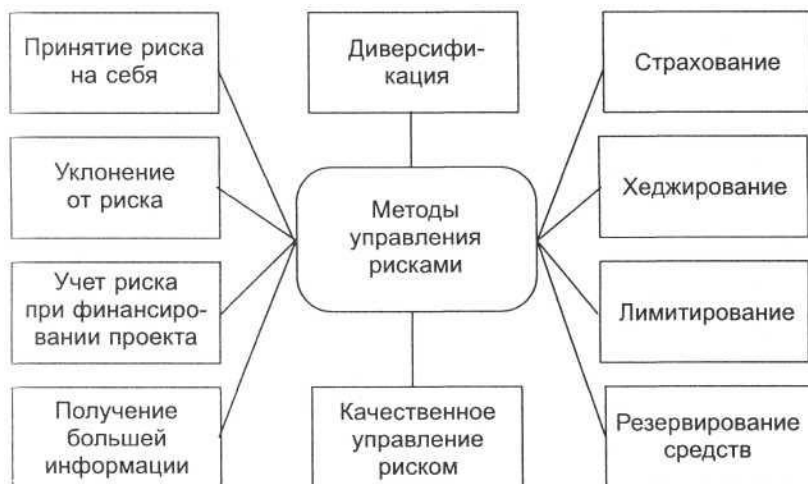 Принятие риска
на себя
Диверсифи-
кация
Страхование
Уклонение
от риска
Методы
управления
рисками
Хеджирование
Учет риска
при финансиро-
вании проекта
Лимитирование
Получение
большей
информации
Качественное
управление
риском
Резервирование
средств